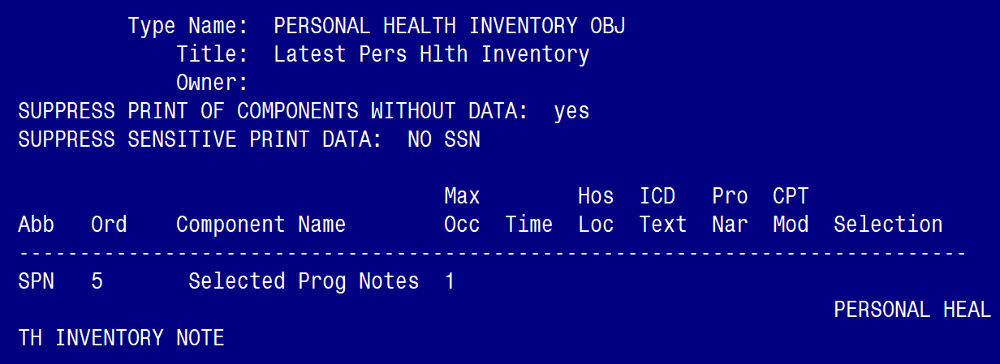 Type Name: PERSONAL HEALTH INVENTORY OBJ
Title: Latest Pers Hlth Inventory
Owner:
SUPPRESS PRINT OF COMPONENTS WITHOUT DATA: yes
SUPPRESS SENSITIVE PRINT DATA: NO SSN
Max Hos ICD Pro CPT
Abb Ord Component Name Occ Time Loc Text Nar Mod Selection
------------------------------------------------------------------------------
SPN 5 Selected Prog Notes 1
PERSONAL HEAL
TH INVENTORY NOTE